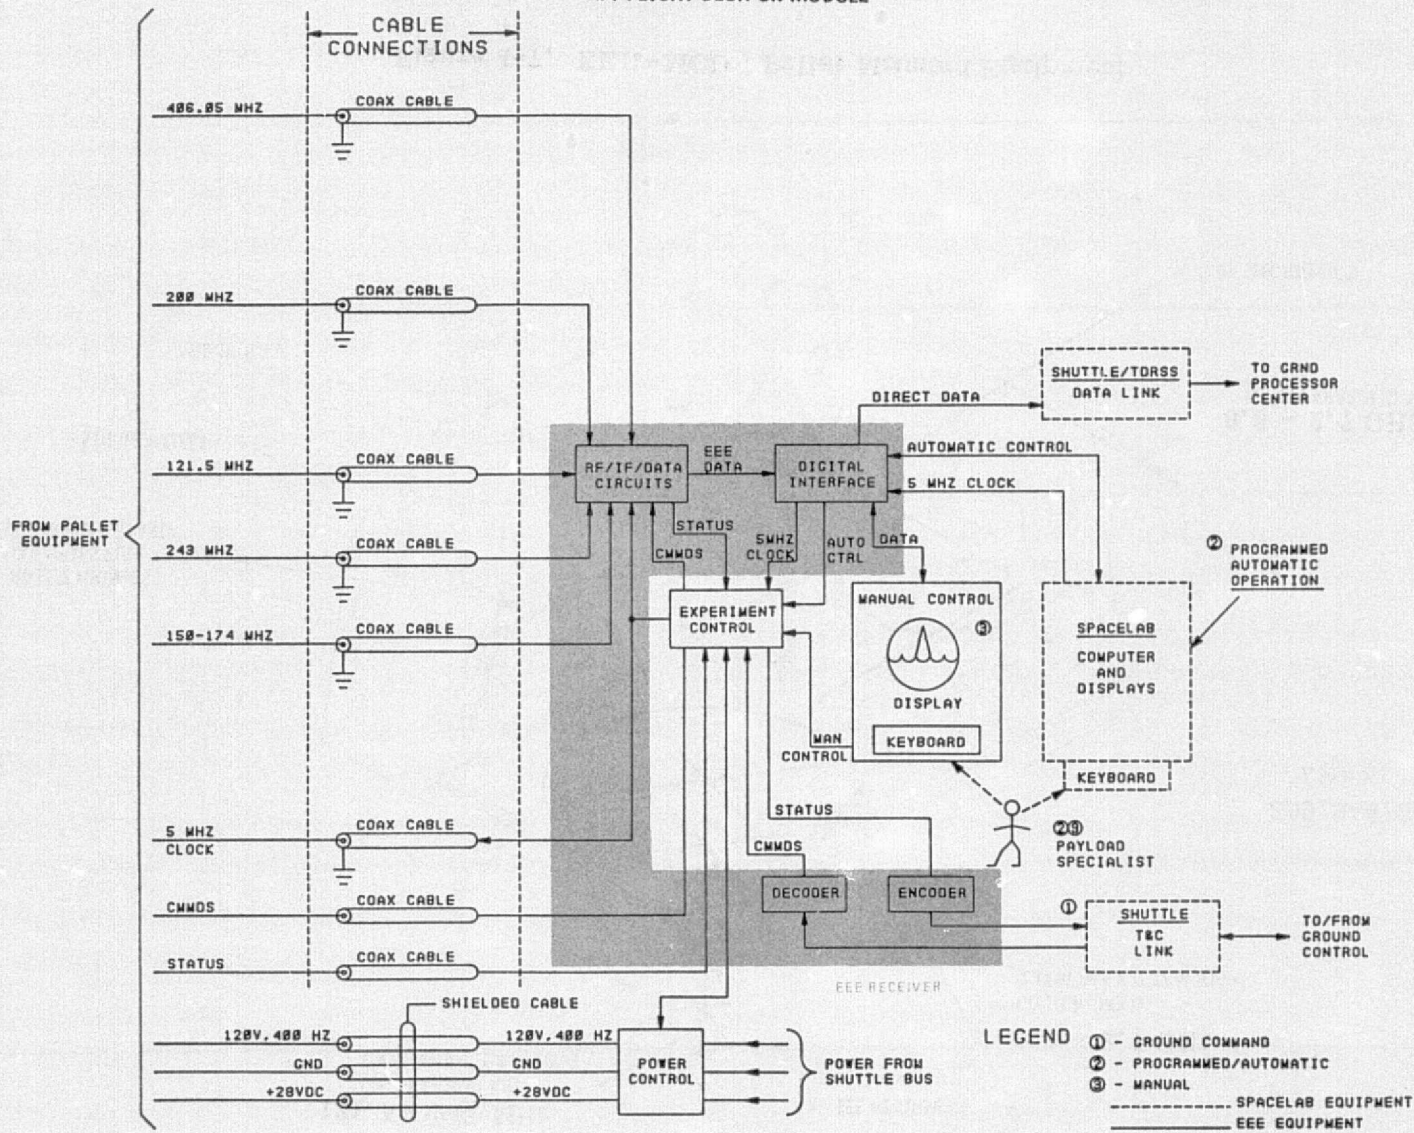 CABLE
CONNECTIONS
406.05 MHZ
COAX CABLE
200 MHZ
COAX CABLE
SHUTTLE/TDRSS
DATA LINK
TO GRND
PROCESSOR
CENTER
DIRECT DATA
121.5 MHZ
COAX CABLE
RF/IF/DATA
CIRCUITS
EEE
DATA
DIGITAL
INTERFACE
AUTOMATIC CONTROL
5 MHZ CLOCK
FROM PALLET
EQUIPMENT
243 MHZ
COAX CABLE
STATUS
CMMDS
5MHZ
CLOCK
AUTO
CTRL
DATA
② PROGRAMMED
AUTOMATIC
OPERATION
150-174 MHZ
COAX CABLE
EXPERIMENT
CONTROL
MANUAL CONTROL
③
DISPLAY
KEYBOARD
SPACELAB
COMPUTER
AND
DISPLAYS
KEYBOARD
MAN
CONTROL
5 MHZ
CLOCK
COAX CABLE
STATUS
CMMDS
②③
PAYLOAD
SPECIALIST
DECODER
ENCODER
CMMDS
COAX CABLE
①
SHUTTLE
T&C
LINK
TO/FROM
GROUND
CONTROL
STATUS
COAX CABLE
EEE RECEIVER
SHIELDED CABLE
120V,400 HZ
120V,400 HZ
GND
GND
+28VDC
+28VDC
POWER
CONTROL
POWER FROM
SHUTTLE BUS
LEGEND
① - GROUND COMMAND
② - PROGRAMMED/AUTOMATIC
③ - MANUAL
SPACELAB EQUIPMENT
EEE EQUIPMENT